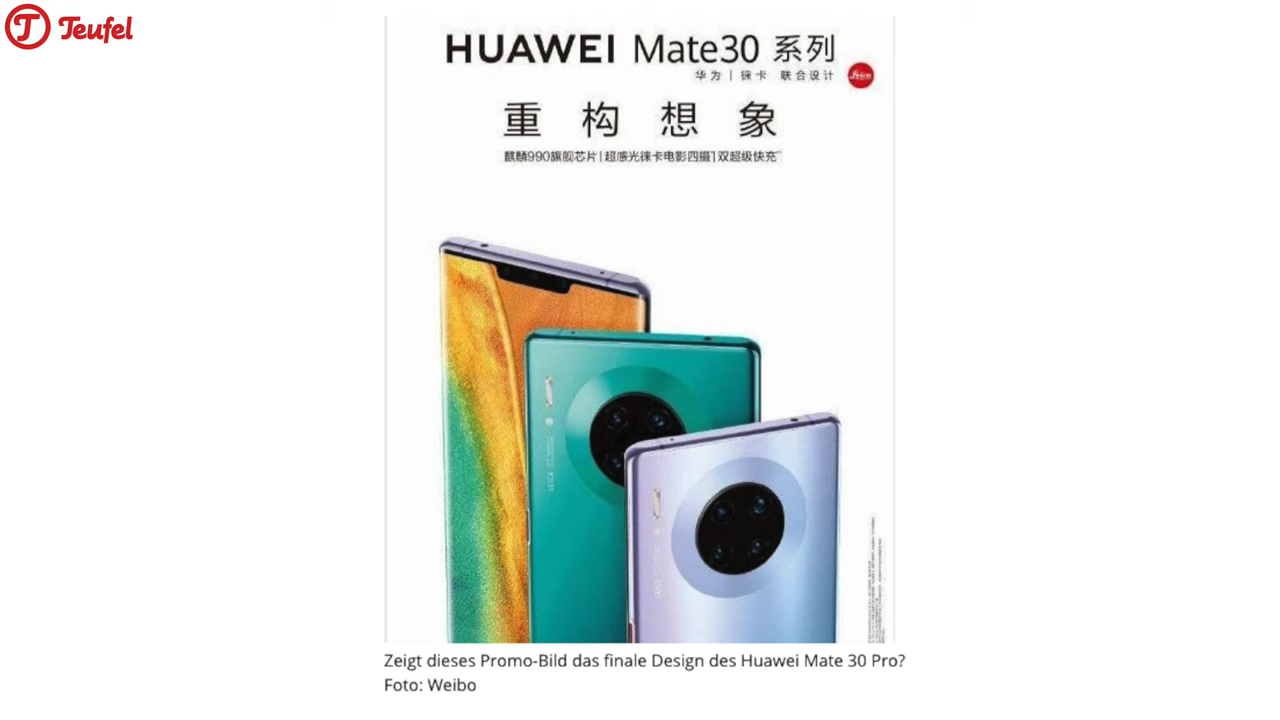 Teufel
HUAWEI Mate30 系列
华为 | 徕卡 联合设计
Leica
重构想象
麒麟990旗舰芯片 | 超感光徕卡电影四摄 | 双超级快充
Zeigt dieses Promo-Bild das finale Design des Huawei Mate 30 Pro?
Foto: Weibo